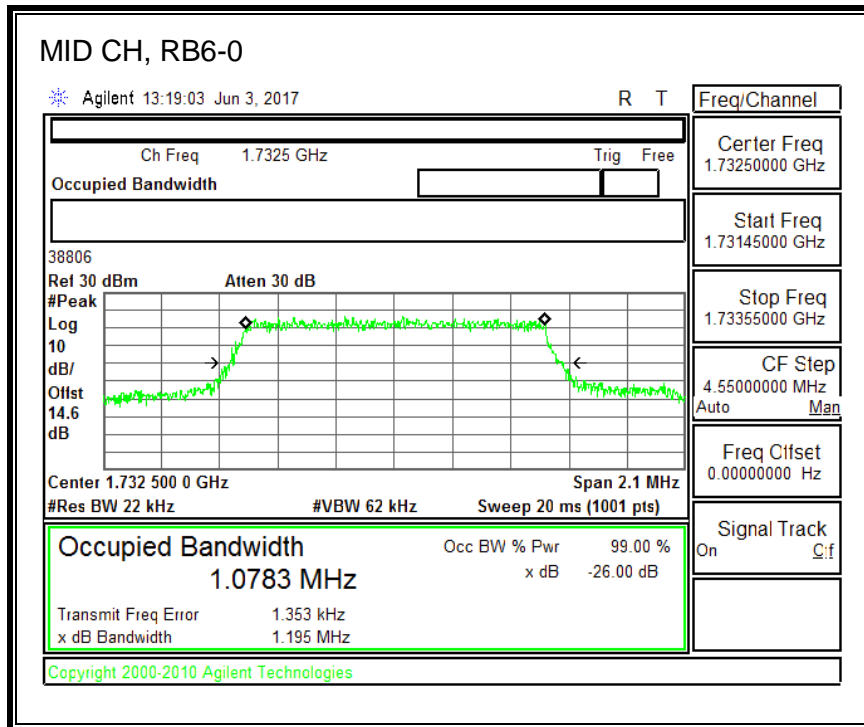 MID CH, RB6-0
Agilent 13:19:03 Jun 3, 2017 R T
Freq/Channel
Ch Freq 1.7325 GHz Trig Free
Occupied Bandwidth
Center Freq
1.73250000 GHz
Start Freq
1.73145000 GHz
Stop Freq
1.73355000 GHz
CF Step
4.55000000 MHz
Auto Man
Freq Offset
0.00000000 Hz
Signal Track
On Off
38806
Ref 30 dBm Atten 30 dB
#Peak
Log
10
dB/
Offst
14.6
dB
Center 1.732 500 0 GHz Span 2.1 MHz
#Res BW 22 kHz #VBW 62 kHz Sweep 20 ms (1001 pts)
Occupied Bandwidth
1.0783 MHz
Occ BW % Pwr 99.00 %
x dB -26.00 dB
Transmit Freq Error 1.353 kHz
x dB Bandwidth 1.195 MHz
Copyright 2000-2010 Agilent Technologies